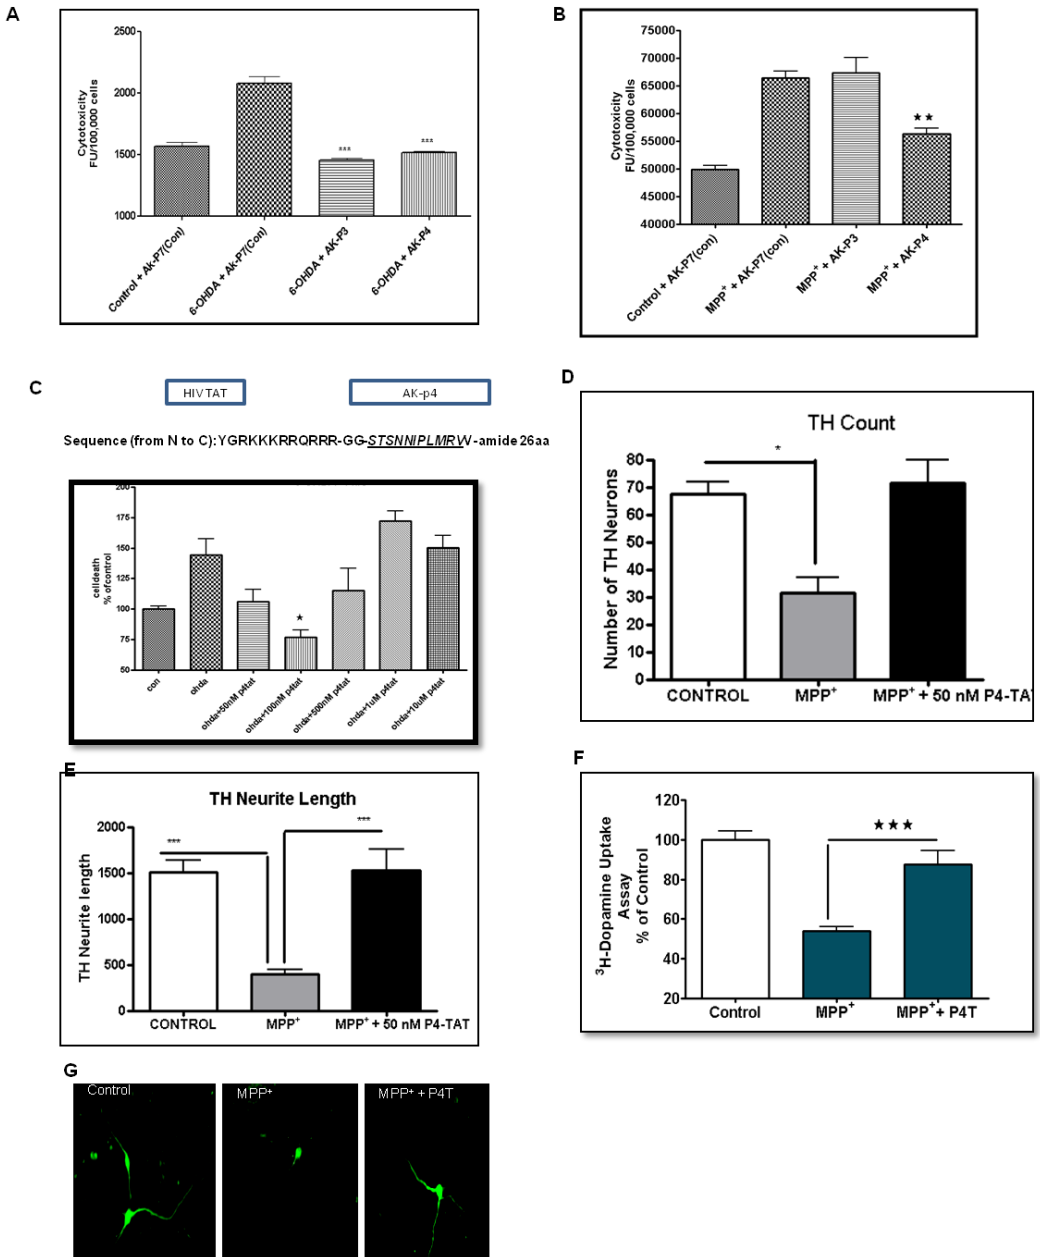 A
2500
2000
1500
1000
Cytotoxicity
FU/100,000 cells
***
***
Control + Ak-P7(Con)
6-OHDA + Ak-P7(Con)
6-OHDA + AK-P3
6-OHDA + AK-P4
B
75000
70000
65000
60000
55000
50000
45000
40000
Cytotoxicity
FU/100,000 cells
★★
Control + AK-P7(con)
MPP+ + AK-P7(con)
MPP+ + AK-P3
MPP+ + AK-P4
C
HIV TAT
AK-p4
Sequence (from N to C):YGRKKKRRQRRR-GG-STSNNIPLMRVV-amide 26aa
200
175
150
125
100
75
50
celldeath
% of control
★
con
ohda
ohda+50nM p4tat
ohda+100nM p4tat
ohda+500nM p4tat
ohda+1uM p4tat
ohda+10uM p4tat
D
TH Count
80
70
60
50
40
30
20
10
0
Number of TH Neurons
*
CONTROL
MPP+
MPP+ + 50 nM P4-TAT
E
TH Neurite Length
2000
1500
1000
500
0
TH Neurite length
***
***
CONTROL
MPP+
MPP+ + 50 nM P4-TAT
F
120
100
80
60
40
20
3H-Dopamine Uptake
Assay
% of Control
★★★
Control
MPP+
MPP+ + P4T
G
Control
MPP+
MPP+ + P4T